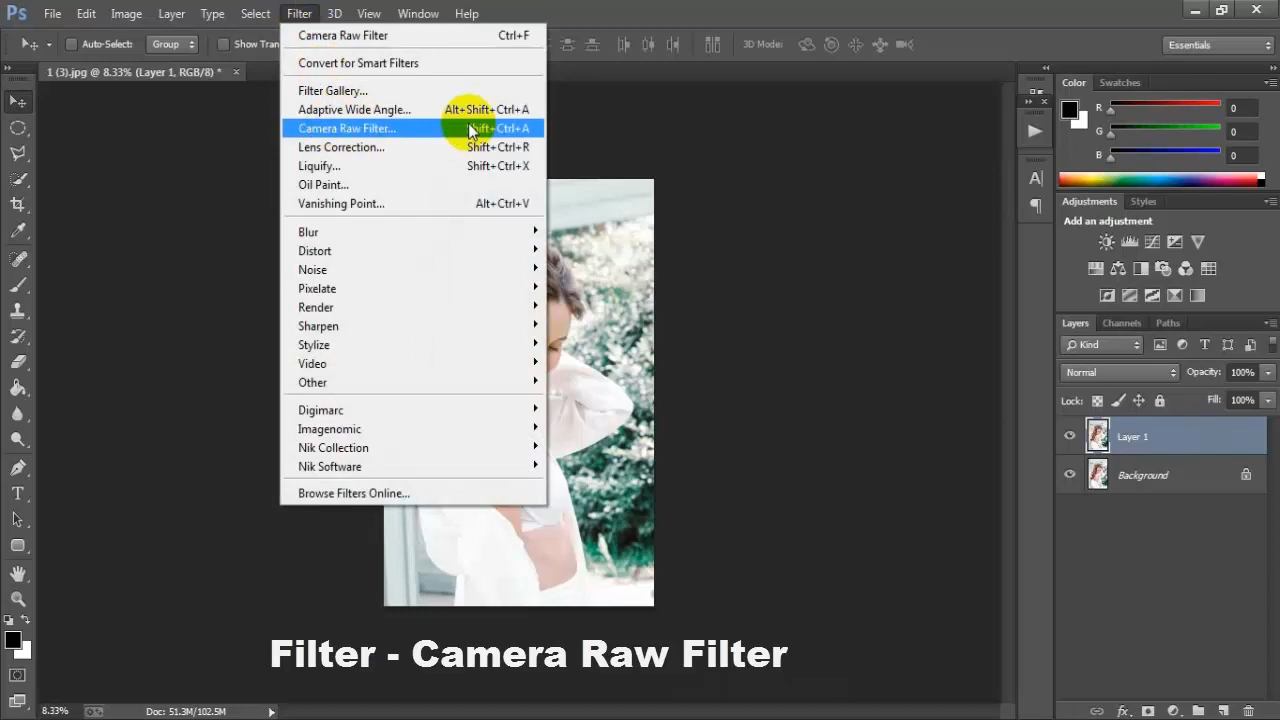 Ps File Edit Image Layer Type Select Filter 3D View Window Help
Auto-Select: Group Show Tran 3D Mode: Essentials
1 (3).jpg @ 8.33% (Layer 1, RGB/8) * ×
Camera Raw Filter Ctrl+F
Convert for Smart Filters
Filter Gallery...
Adaptive Wide Angle... Alt+Shift+Ctrl+A
Camera Raw Filter... Shift+Ctrl+A
Lens Correction... Shift+Ctrl+R
Liquify... Shift+Ctrl+X
Oil Paint...
Vanishing Point... Alt+Ctrl+V
Blur
Distort
Noise
Pixelate
Render
Sharpen
Stylize
Video
Other
Digimarc
Imagenomic
Nik Collection
Nik Software
Browse Filters Online...
Color Swatches
R 0
G 0
B 0
Adjustments Styles
Add an adjustment
Layers Channels Paths
Kind
Normal Opacity: 100%
Lock: Fill: 100%
Layer 1
Background
Filter - Camera Raw Filter
8.33% Doc: 51.3M/102.5M